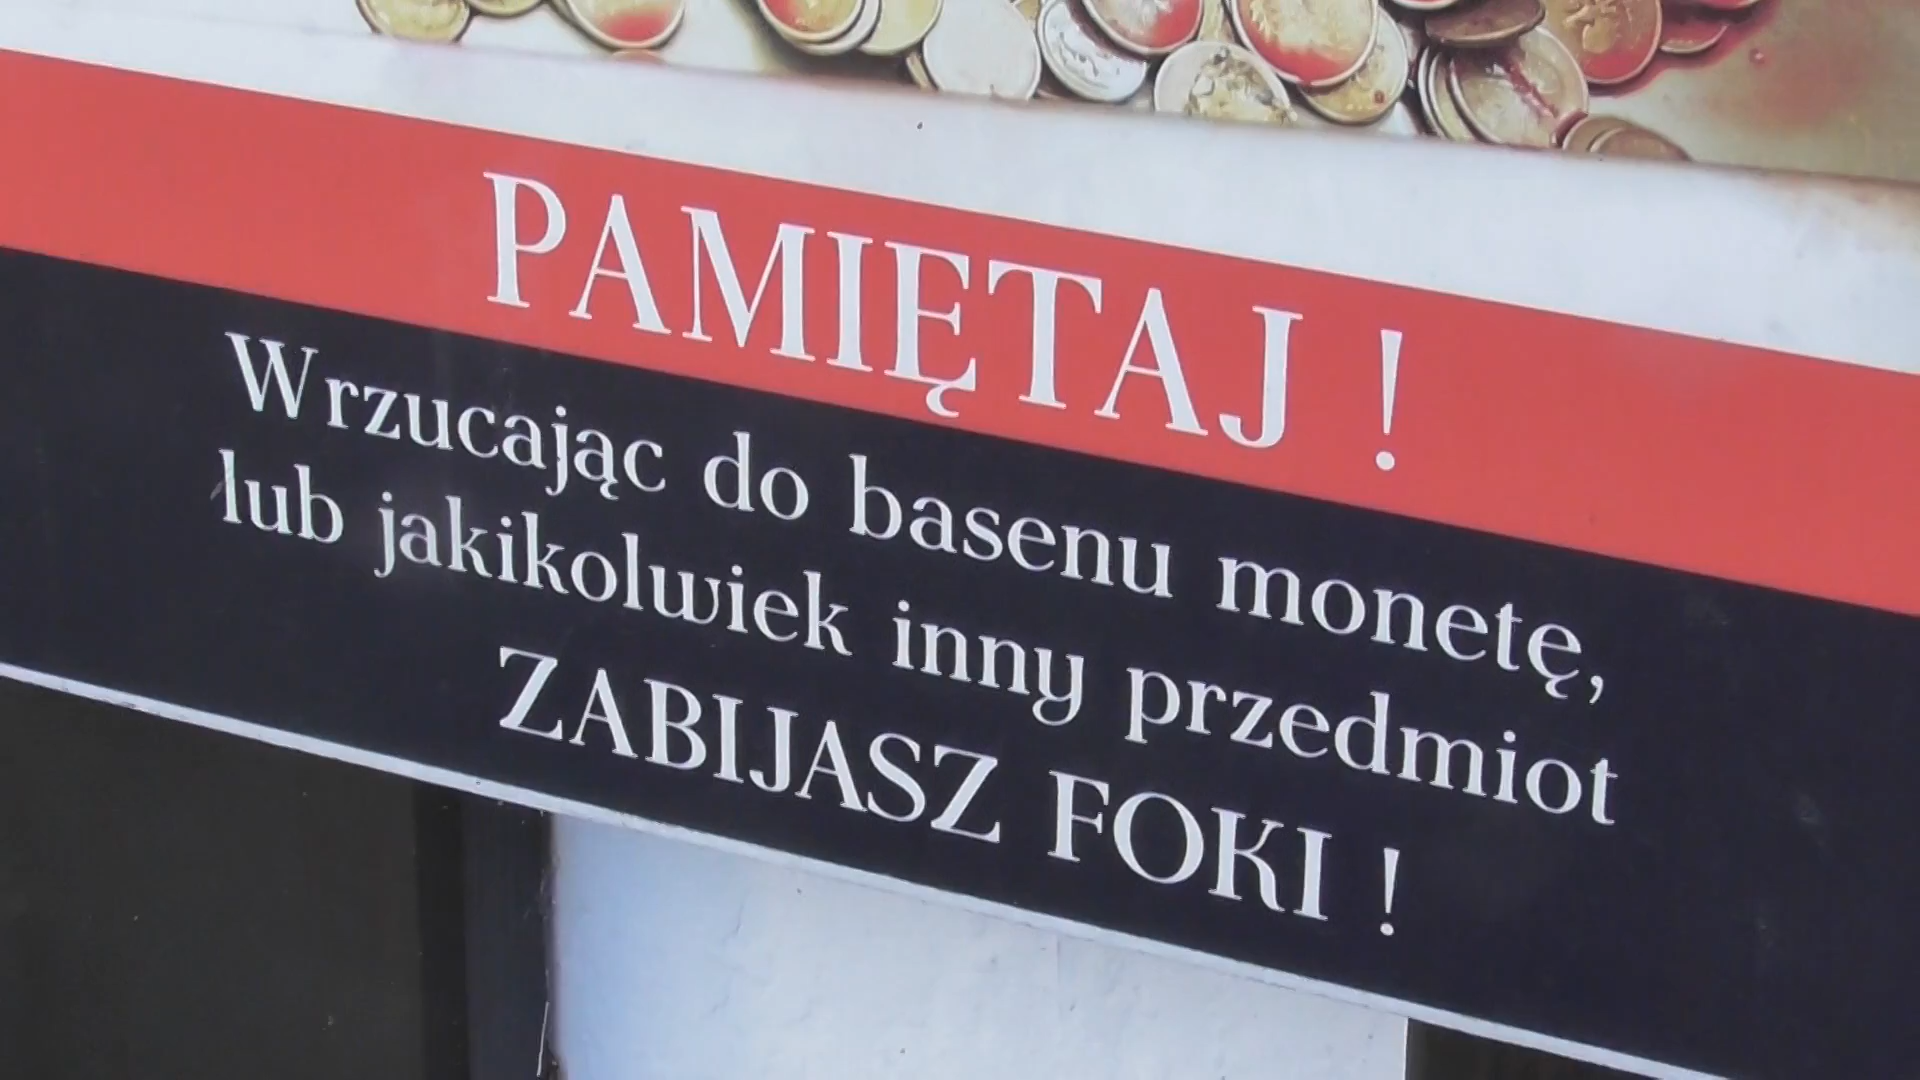 PAMIĘTAJ !
Wrzucając do basenu monetę,
lub jakikolwiek inny przedmiot
ZABIJASZ FOKI !